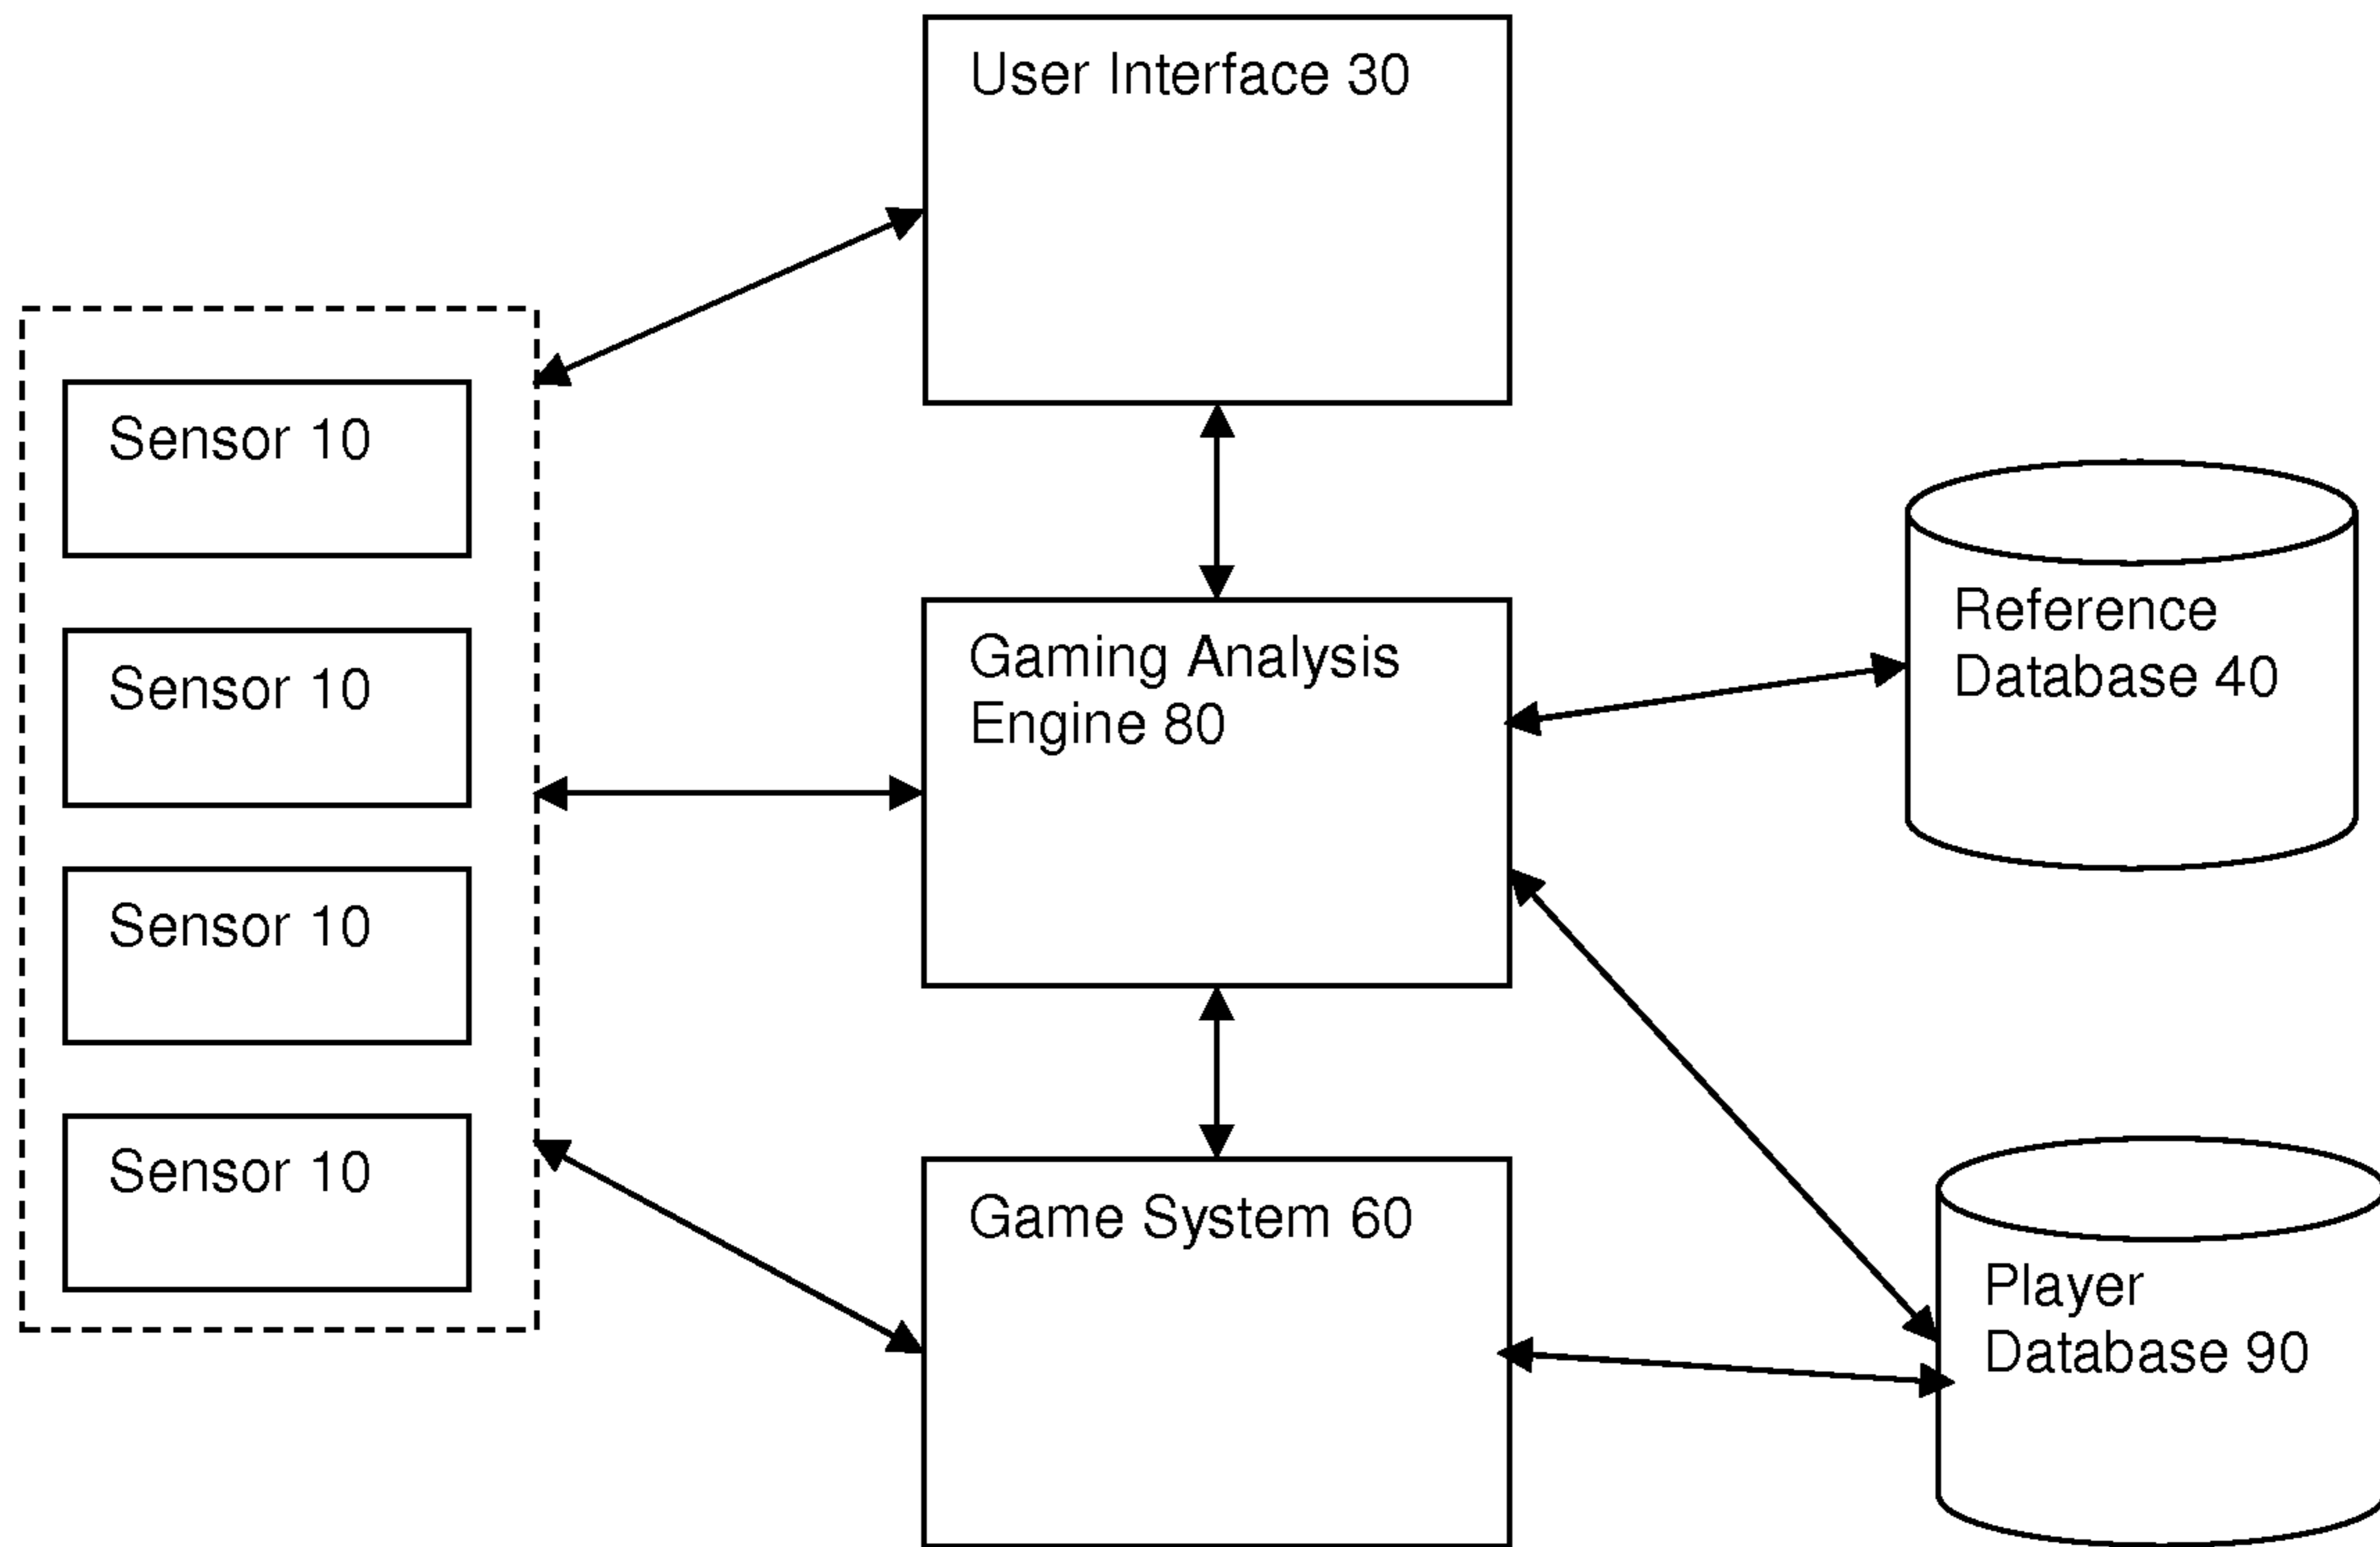 User Interface 30
Sensor 10
Sensor 10
Sensor 10
Sensor 10
Gaming Analysis
Engine 80
Game System 60
Reference
Database 40
Player
Database 90